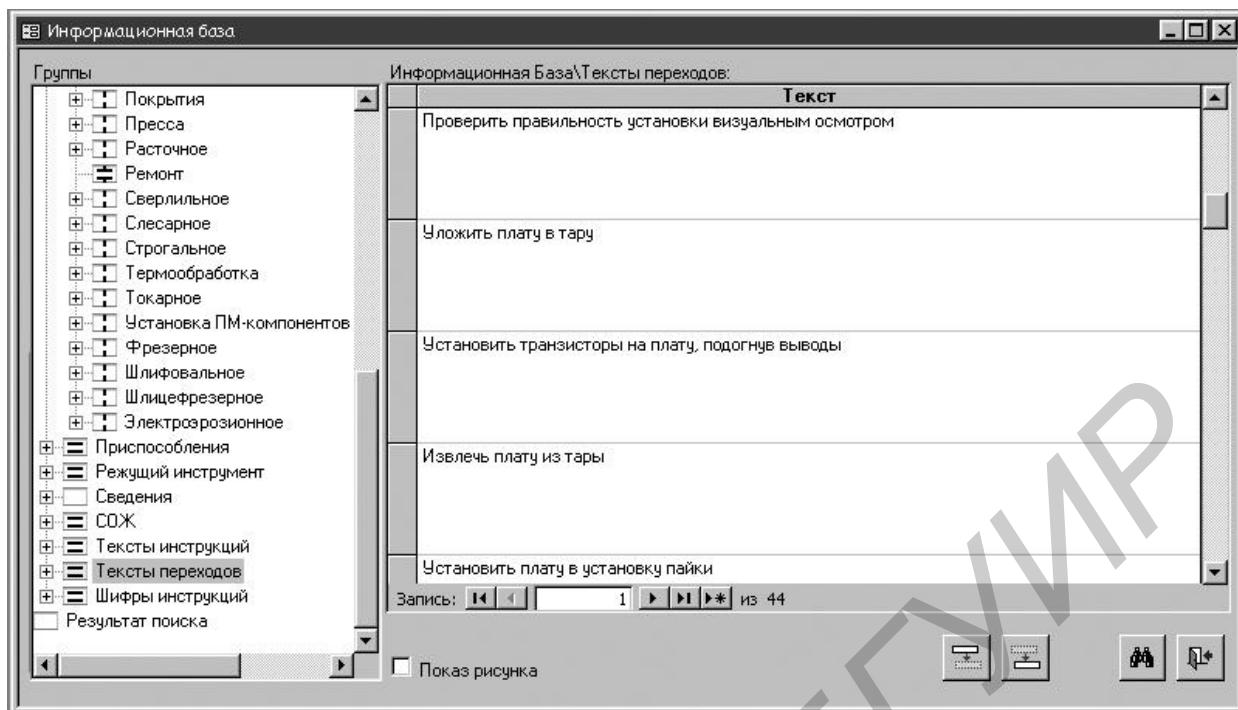 Информационная база
Группы
Покрытия
Пресса
Расточное
Ремонт
Сверлильное
Слесарное
Строгальное
Термообработка
Токарное
Установка ПМ-компонентов
Фрезерное
Шлифовальное
Шлицефрезерное
Электроэрозионное
Приспособления
Режущий инструмент
Сведения
СОЖ
Тексты инструкций
Тексты переходов
Шифры инструкций
Результат поиска
Информационная База\Тексты переходов:
Текст
Проверить правильность установки визуальным осмотром
Уложить плату в тару
Установить транзисторы на плату, подогнув выводы
Извлечь плату из тары
Установить плату в установку пайки
Запись: 1 из 44
Показ рисунка
БГУИР